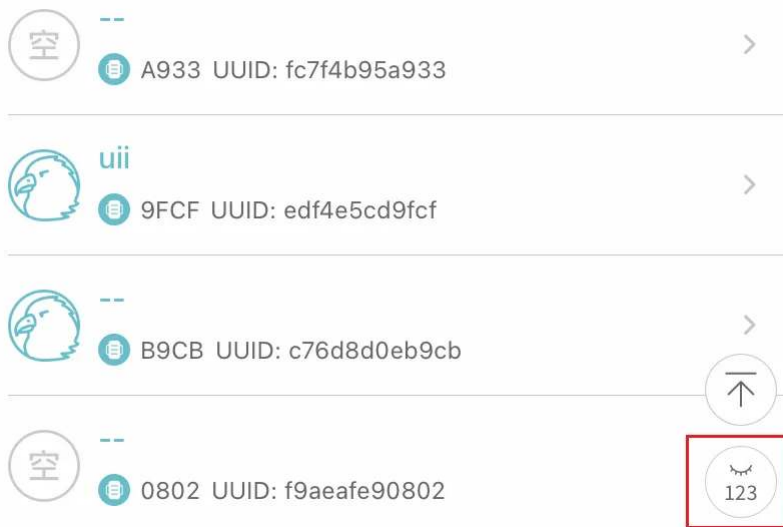 空
--
A933 UUID: fc7f4b95a933
uii
9FCF UUID: edf4e5cd9fcf
--
B9CB UUID: c76d8d0eb9cb
空
--
0802 UUID: f9aeafe90802
123